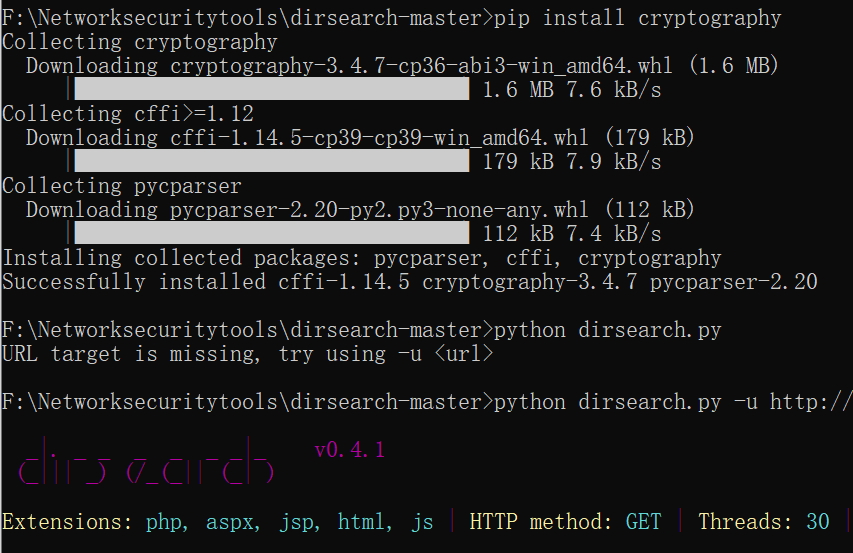 F:\Networksecuritytools\dirsearch-master>pip install cryptography
Collecting cryptography
Downloading cryptography-3.4.7-cp36-abi3-win_amd64.whl (1.6 MB)
1.6 MB 7.6 kB/s
Collecting cffi>=1.12
Downloading cffi-1.14.5-cp39-cp39-win_amd64.whl (179 kB)
179 kB 7.9 kB/s
Collecting pycparser
Downloading pycparser-2.20-py2.py3-none-any.whl (112 kB)
112 kB 7.4 kB/s
Installing collected packages: pycparser, cffi, cryptography
Successfully installed cffi-1.14.5 cryptography-3.4.7 pycparser-2.20
F:\Networksecuritytools\dirsearch-master>python dirsearch.py
URL target is missing, try using -u <url>
F:\Networksecuritytools\dirsearch-master>python dirsearch.py -u http://
v0.4.1
Extensions: php, aspx, jsp, html, js | HTTP method: GET | Threads: 30 |